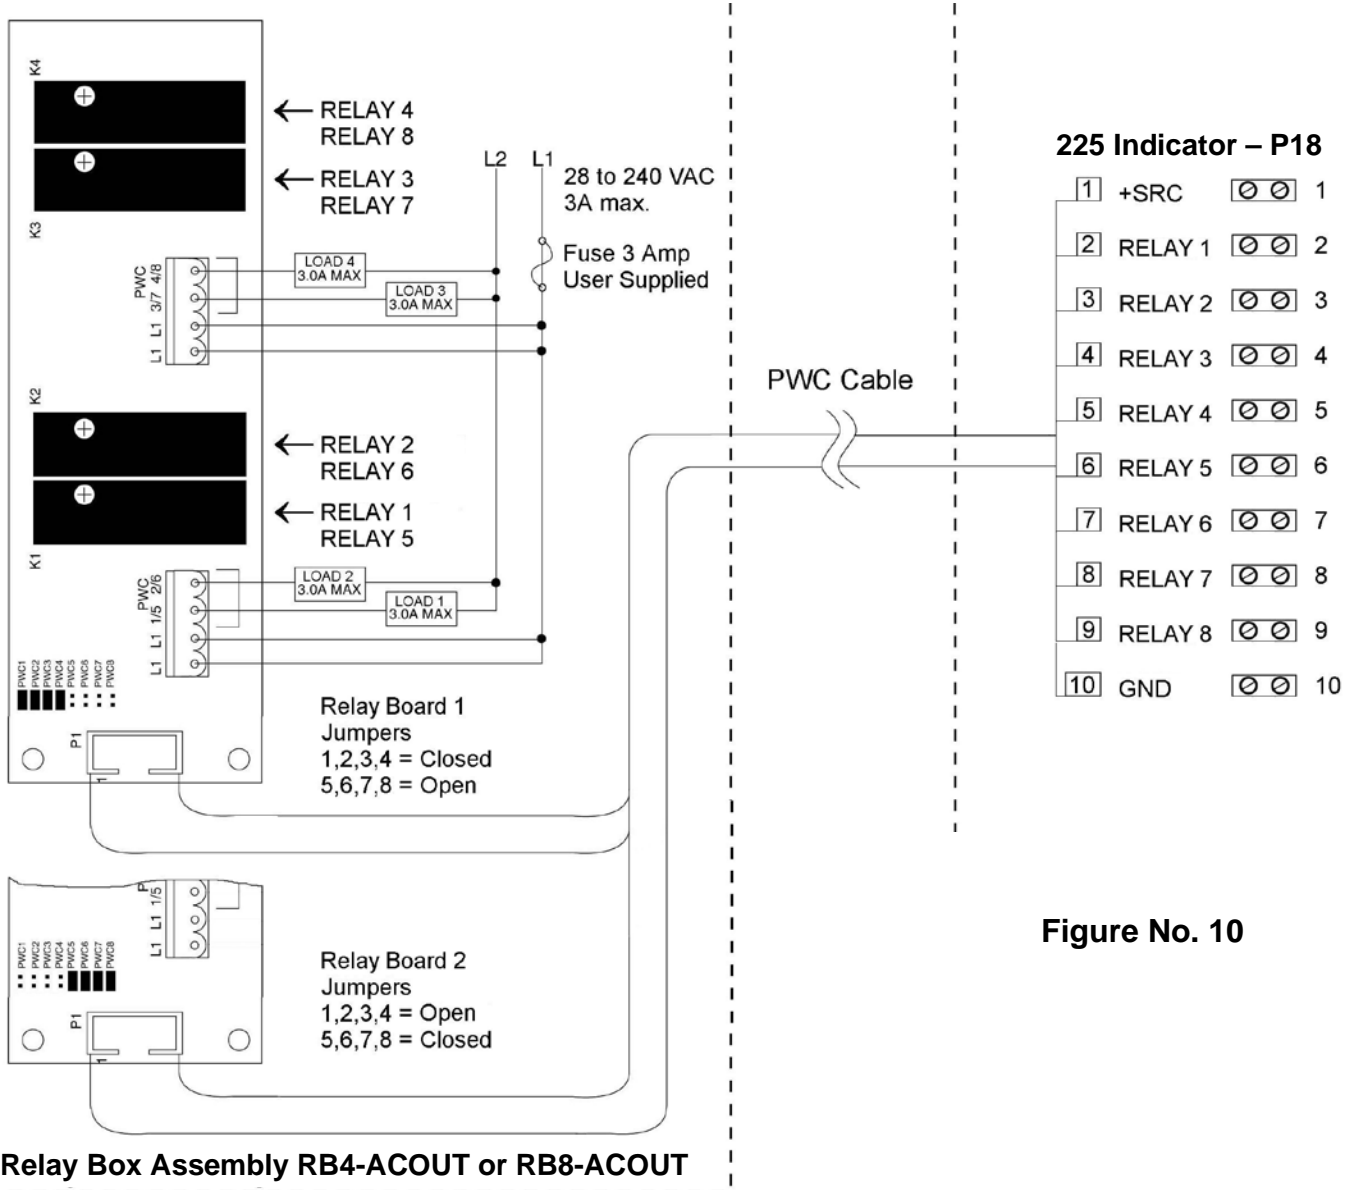 K4
RELAY 4
RELAY 8
RELAY 3
RELAY 7
K3
L2 L1
28 to 240 VAC
3A max.
Fuse 3 Amp
User Supplied
PWC
4/8
3/7
L1
L1
LOAD 4
3.0A MAX
LOAD 3
3.0A MAX
K2
RELAY 2
RELAY 6
RELAY 1
RELAY 5
K1
PWC
2/6
1/5
L1
L1
LOAD 2
3.0A MAX
LOAD 1
3.0A MAX
PWC1
PWC2
PWC3
PWC4
PWC5
PWC6
PWC7
PWC8
P1
1
Relay Board 1
Jumpers
1,2,3,4 = Closed
5,6,7,8 = Open
P
1/5
L1
L1
PWC1
PWC2
PWC3
PWC4
PWC5
PWC6
PWC7
PWC8
P1
1
Relay Board 2
Jumpers
1,2,3,4 = Open
5,6,7,8 = Closed
Relay Box Assembly RB4-ACOUT or RB8-ACOUT
PWC Cable
225 Indicator – P18
1 +SRC 1
2 RELAY 1 2
3 RELAY 2 3
4 RELAY 3 4
5 RELAY 4 5
6 RELAY 5 6
7 RELAY 6 7
8 RELAY 7 8
9 RELAY 8 9
10 GND 10
Figure No. 10